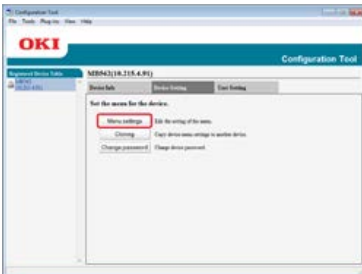 Configuration Tool
File Tools Plug-ins View Help
OKI
Configuration Tool
Registered Device Table
MB562(10.215.4.91)
Device Info
Device Setting
User Setting
Set the menu for the device.
Menu settings
Edit the setting of the menu.
Cloning
Copy device menu settings to another device.
Change password
Change device password.